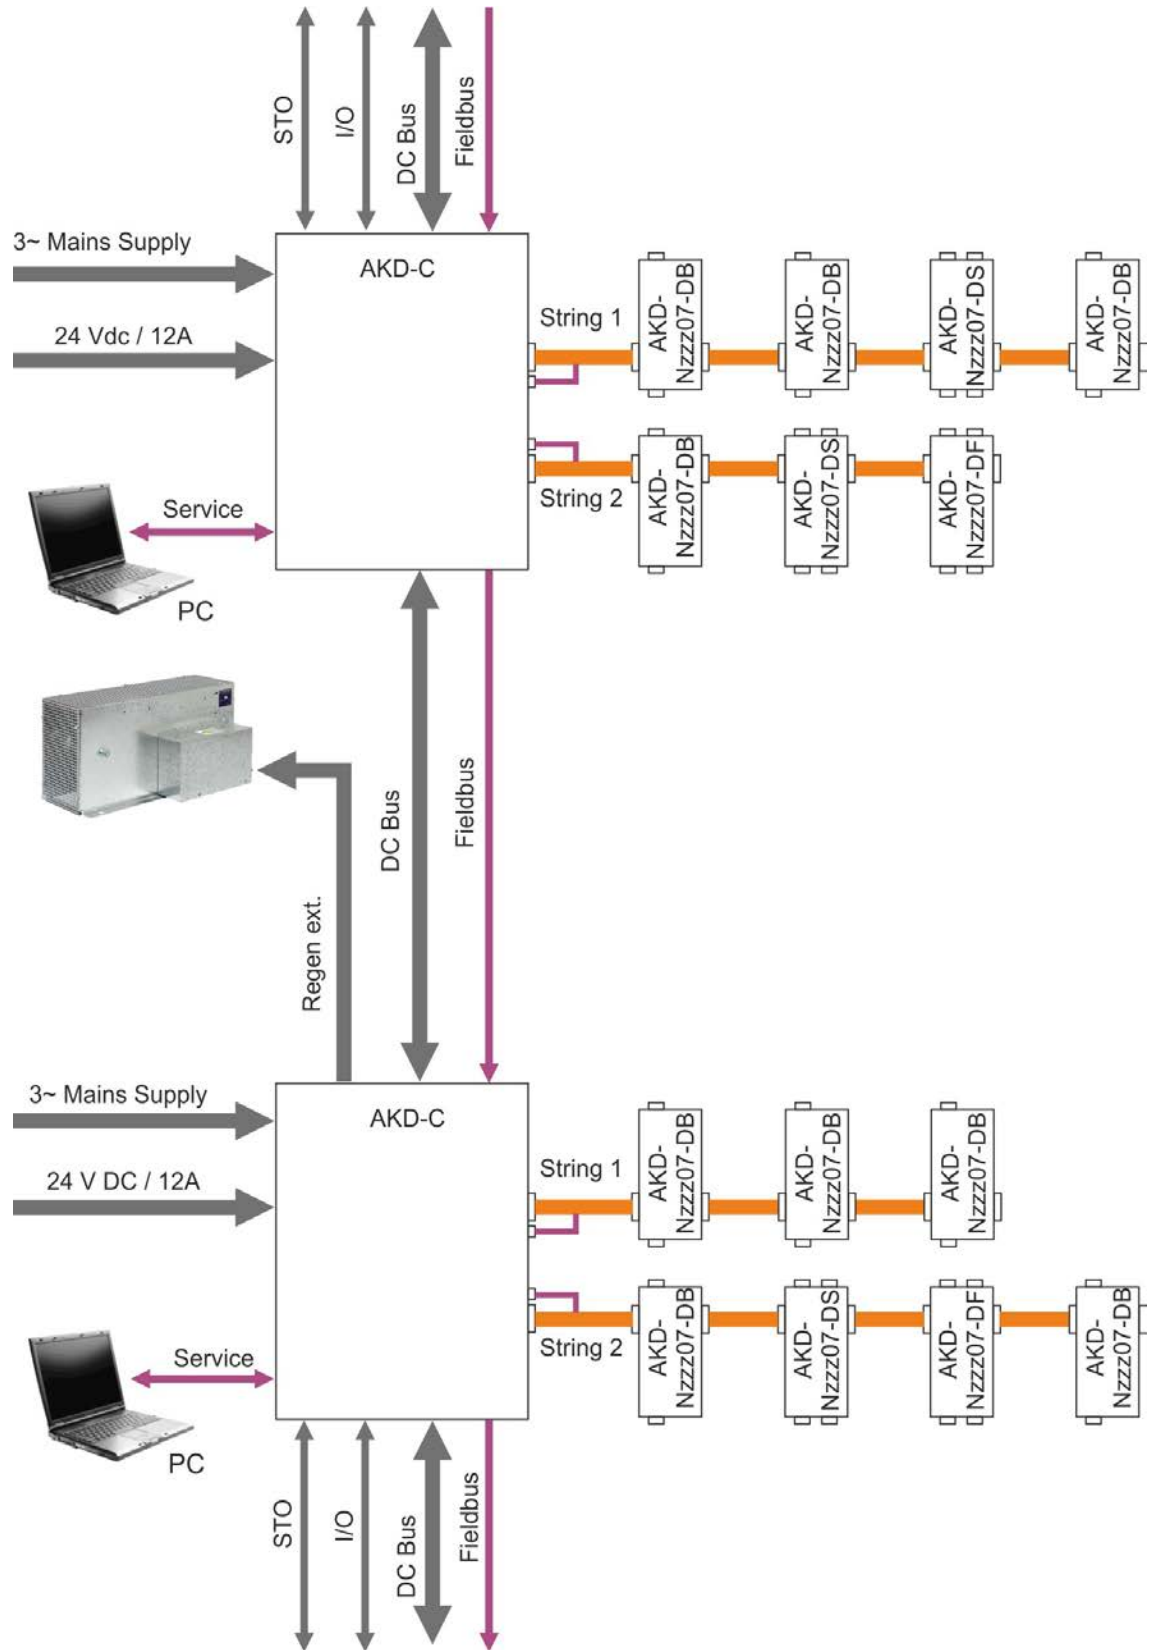 STO
I/O
DC Bus
Fieldbus
3~ Mains Supply
AKD-C
24 Vdc / 12A
String 1
AKD-
Nzzz07-DB
AKD-
Nzzz07-DB
AKD-
Nzzz07-DS
AKD-
Nzzz07-DB
String 2
AKD-
Nzzz07-DB
AKD-
Nzzz07-DS
AKD-
Nzzz07-DF
Service
PC
DC Bus
Fieldbus
Regen ext.
3~ Mains Supply
AKD-C
24 V DC / 12A
String 1
AKD-
Nzzz07-DB
AKD-
Nzzz07-DB
AKD-
Nzzz07-DB
String 2
AKD-
Nzzz07-DB
AKD-
Nzzz07-DS
AKD-
Nzzz07-DF
AKD-
Nzzz07-DB
Service
PC
STO
I/O
DC Bus
Fieldbus